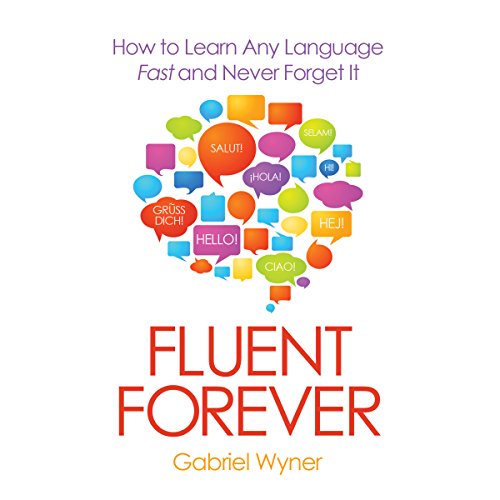 How to Learn Any Language
Fast and Never Forget It
SALUT!
SELAM!
¡HOLA!
HI!
GRÜSS
DICH!
HELLO!
HEJ!
CIAO!
FLUENT
FOREVER
Gabriel Wyner